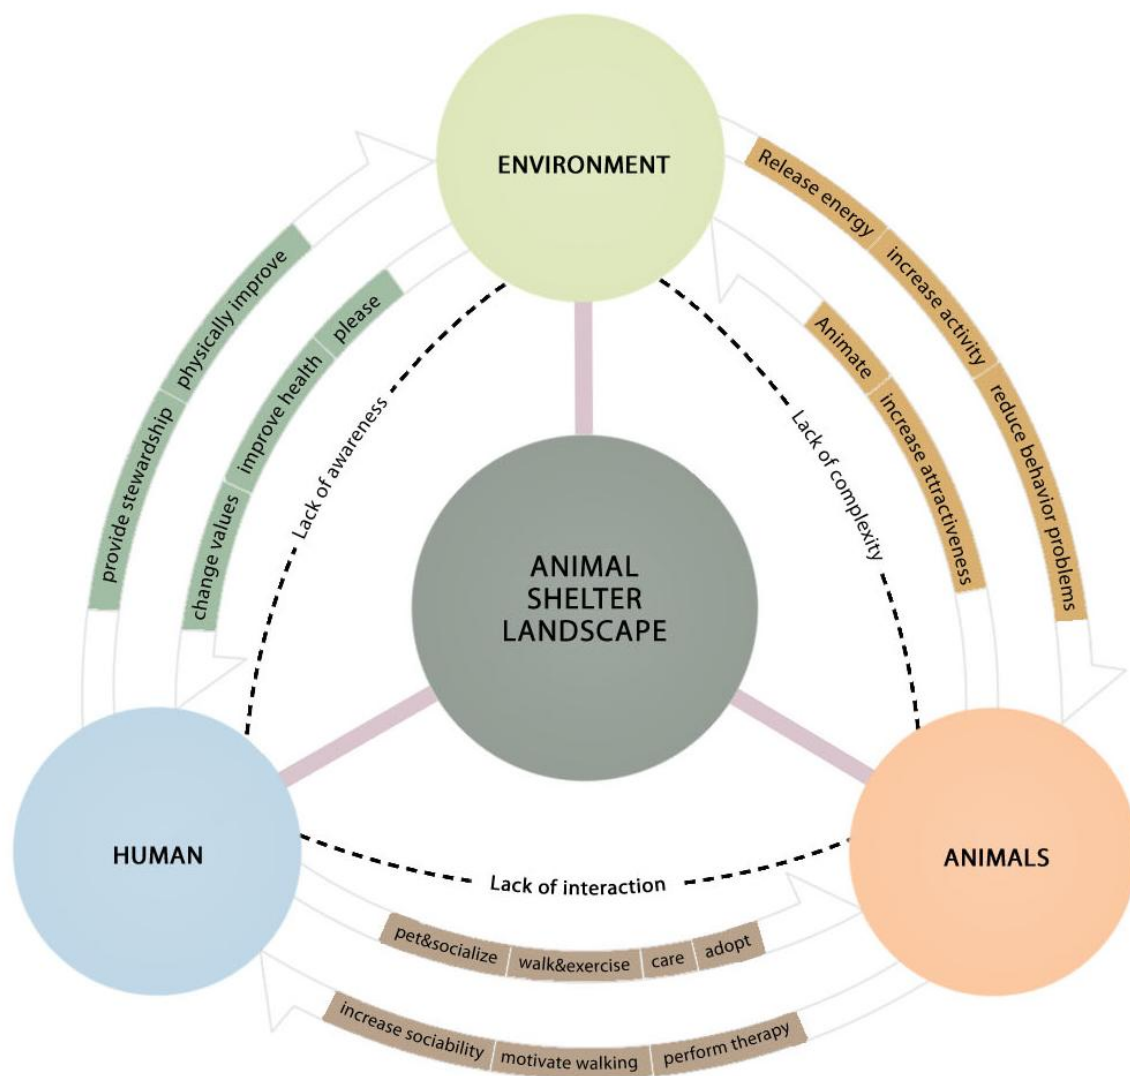 ENVIRONMENT
Release energy
increase activity
reduce behavior problems
Animate
increase attractiveness
physically improve
provide stewardship
please
improve health
change values
Lack of awareness
Lack of complexity
ANIMAL
SHELTER
LANDSCAPE
HUMAN
ANIMALS
Lack of interaction
pet&socialize
walk&exercise
care
adopt
increase sociability
motivate walking
perform therapy